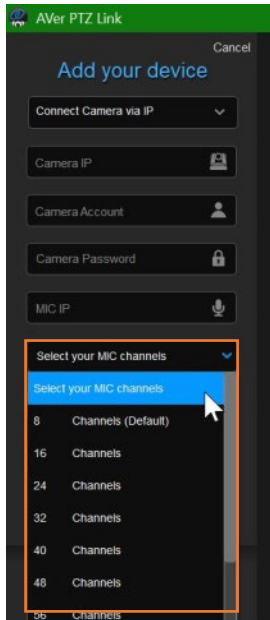 AVer PTZ Link
Cancel
Add your device
Connect Camera via IP
Camera IP
Camera Account
Camera Password
MIC IP
Select your MIC channels
Select your MIC channels
8 Channels (Default)
16 Channels
24 Channels
32 Channels
40 Channels
48 Channels
56 Channels